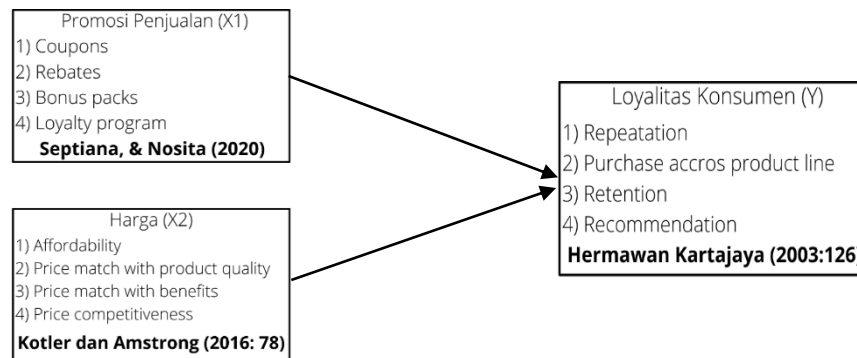 Promosi Penjualan (X1)
1) Coupons
2) Rebates
3) Bonus packs
4) Loyalty program
Septiana, & Nosita (2020)
Harga (X2)
1) Affordability
2) Price match with product quality
3) Price match with benefits
4) Price competitiveness
Kotler dan Amstrong (2016: 78)
Loyalitas Konsumen (Y)
1) Repeatation
2) Purchase accros product line
3) Retention
4) Recommendation
Hermawan Kartajaya (2003:126)